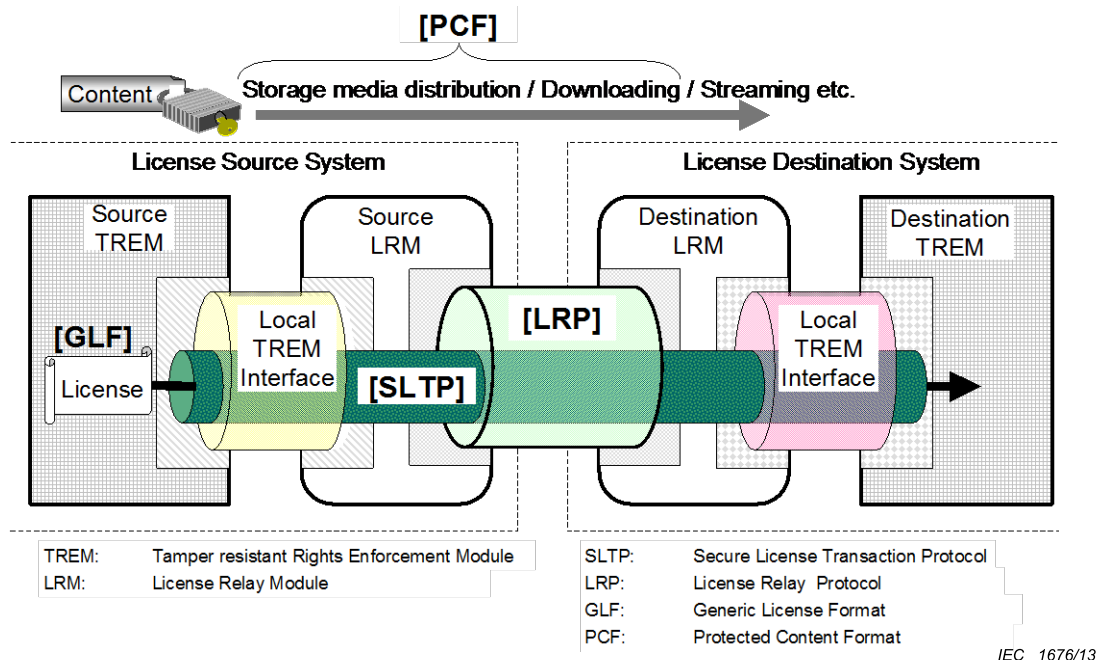 [PCF]
Content
Storage media distribution / Downloading / Streaming etc.
License Source System
License Destination System
Source
TREM
Source
LRM
Destination
LRM
Destination
TREM
[GLF]
License
Local
TREM
Interface
[SLTP]
[LRP]
Local
TREM
Interface
TREM: Tamper resistant Rights Enforcement Module
LRM: License Relay Module
SLTP: Secure License Transaction Protocol
LRP: License Relay Protocol
GLF: Generic License Format
PCF: Protected Content Format
IEC 1676/13